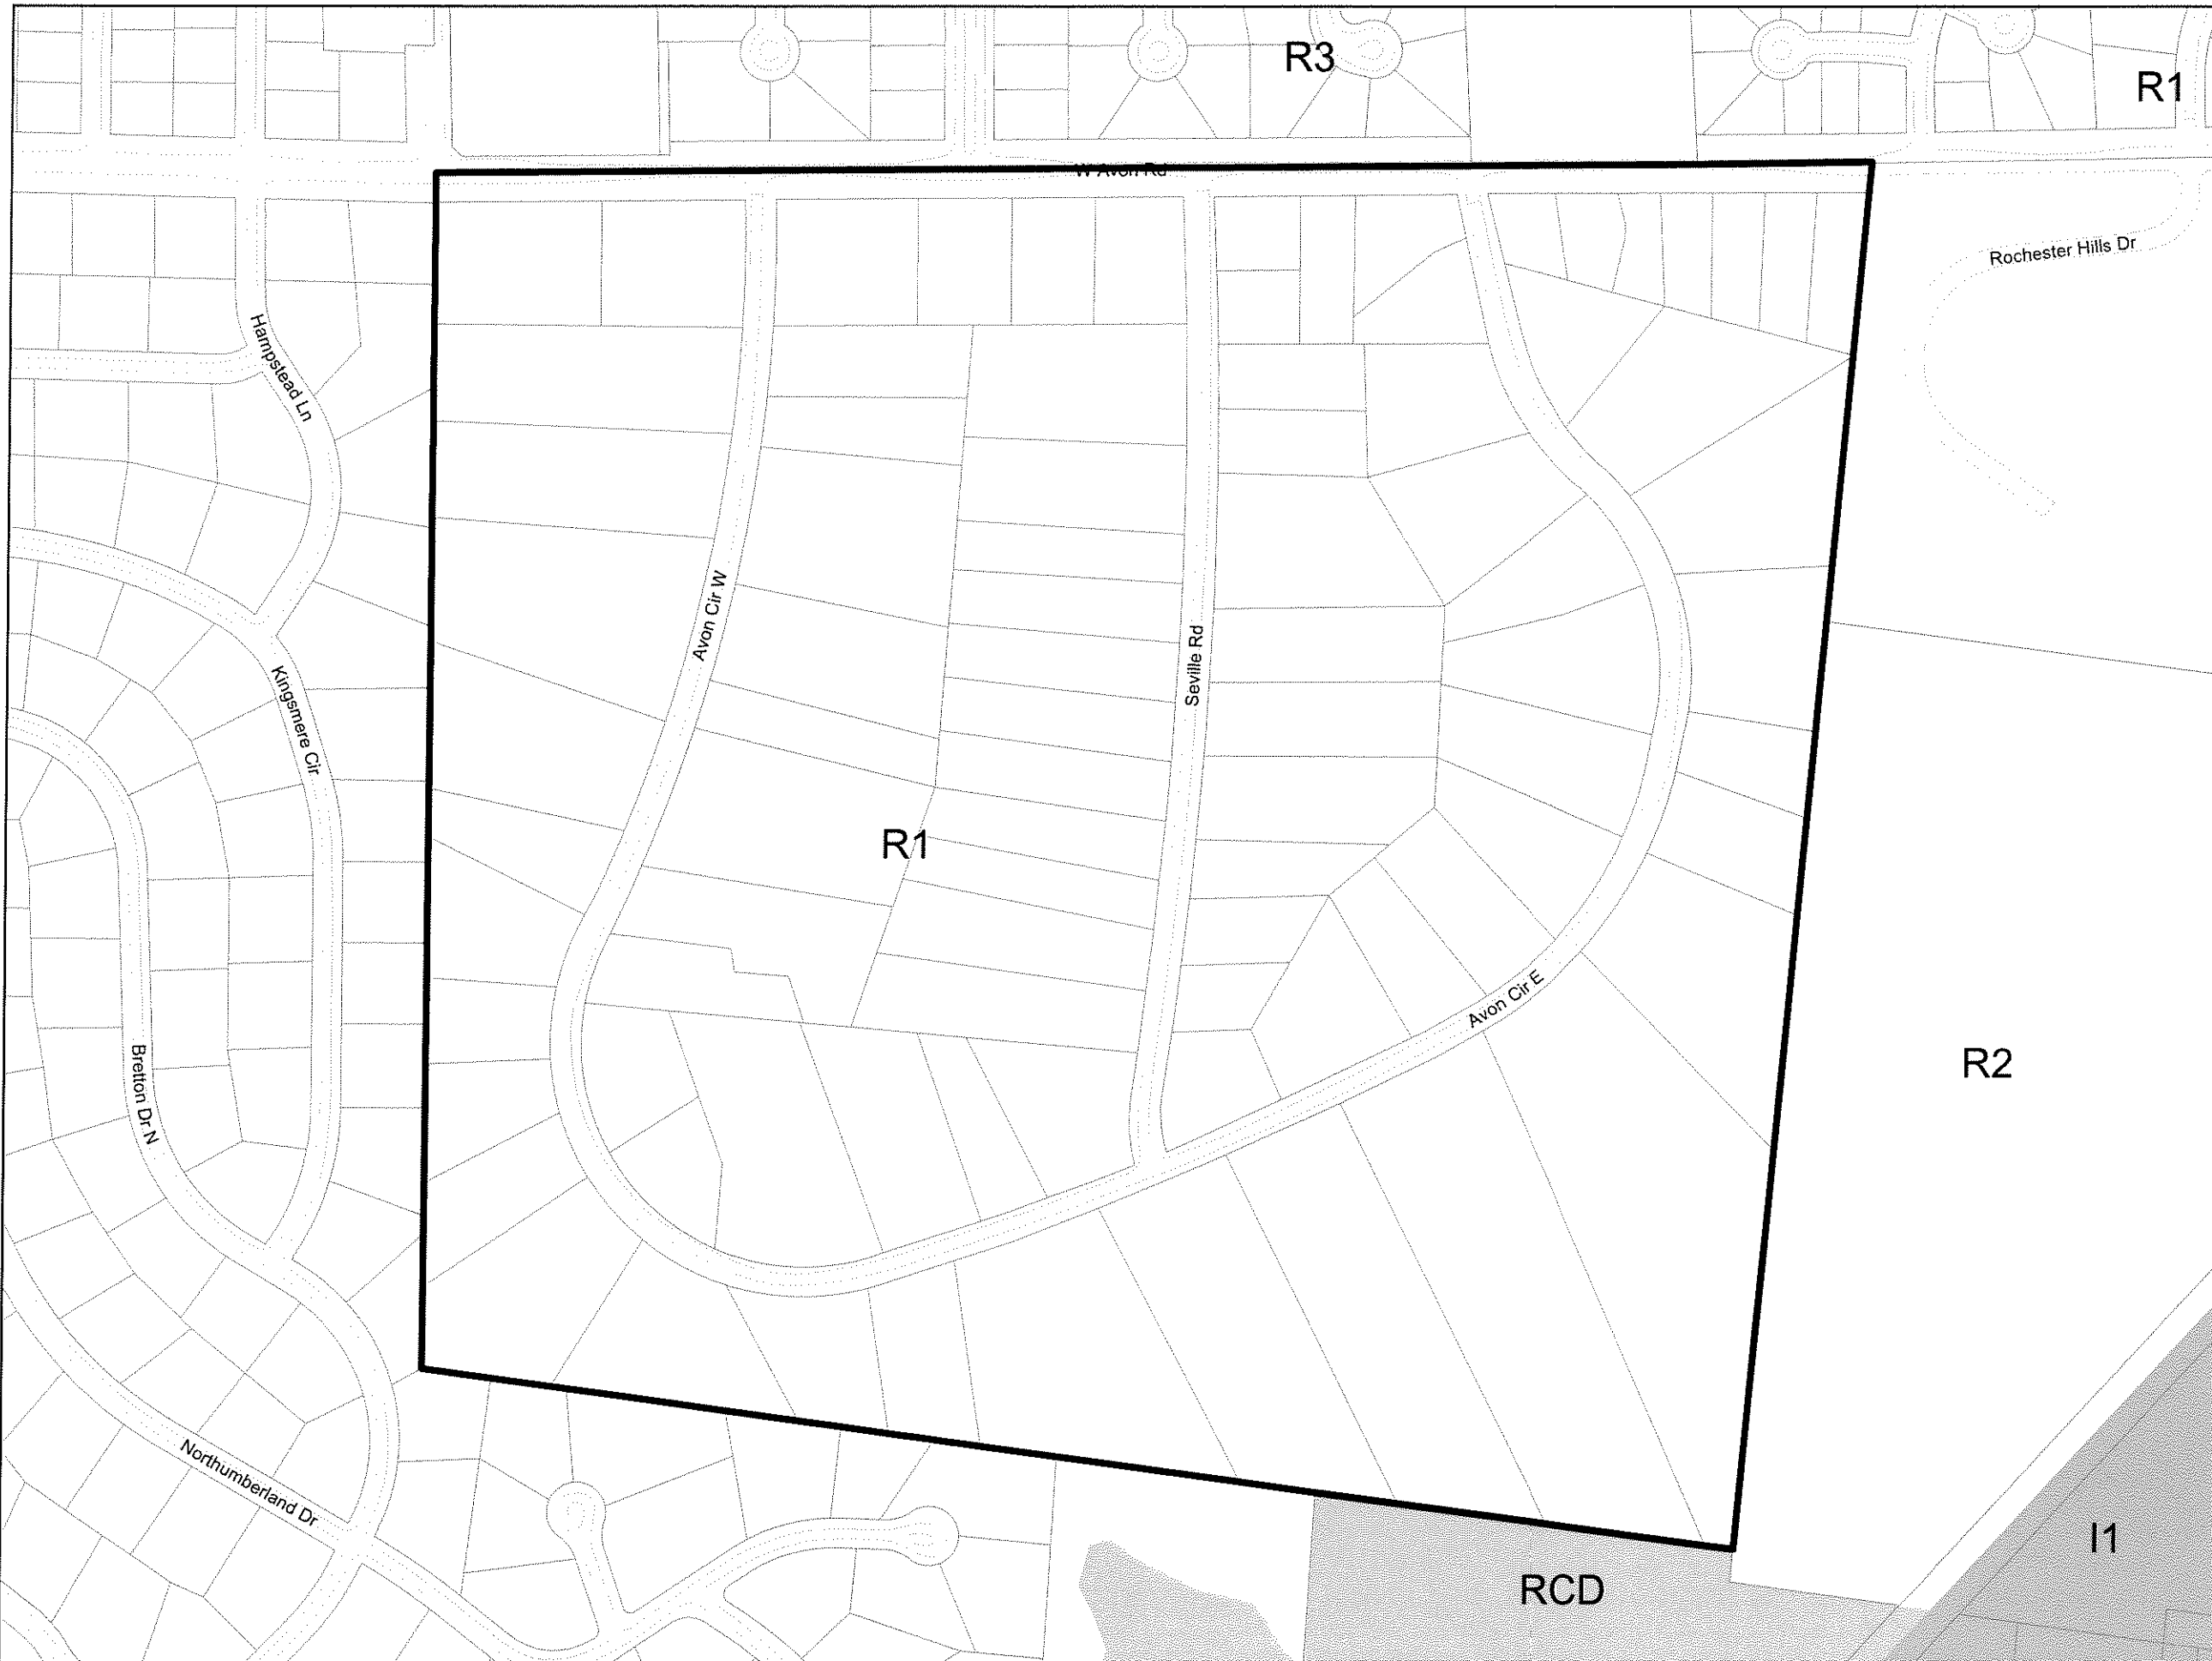 R3
R1
W Avon Rd
Rochester Hills Dr
Hampstead Ln
Avon Cir W
Seville Rd
Kingsmere Cir
R1
Avon Cir E
R2
Bretton Dr N
Northumberland Dr
I1
RCD